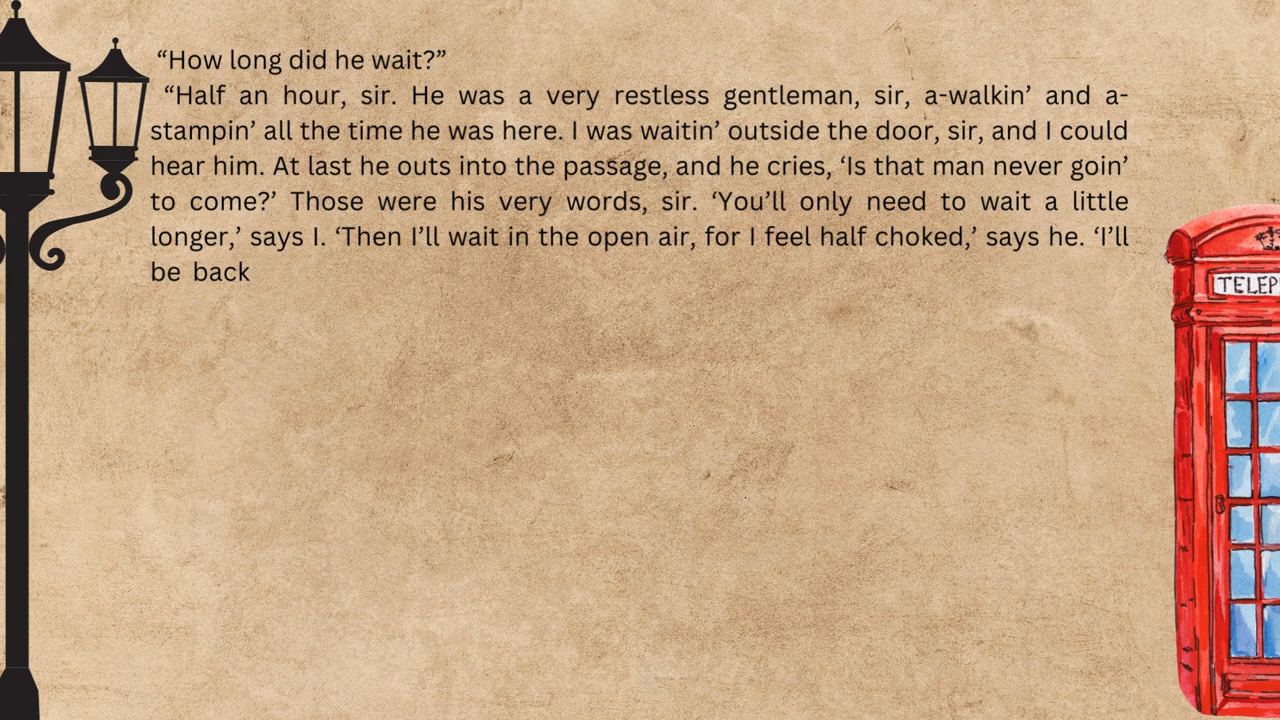 “How long did he wait?”
“Half an hour, sir. He was a very restless gentleman, sir, a-walkin’ and a-
stampin’ all the time he was here. I was waitin’ outside the door, sir, and I could
hear him. At last he outs into the passage, and he cries, ‘Is that man never goin’
to come?’ Those were his very words, sir. ‘You’ll only need to wait a little
longer,’ says I. ‘Then I’ll wait in the open air, for I feel half choked,’ says he. ‘I’ll
be back
TELEP